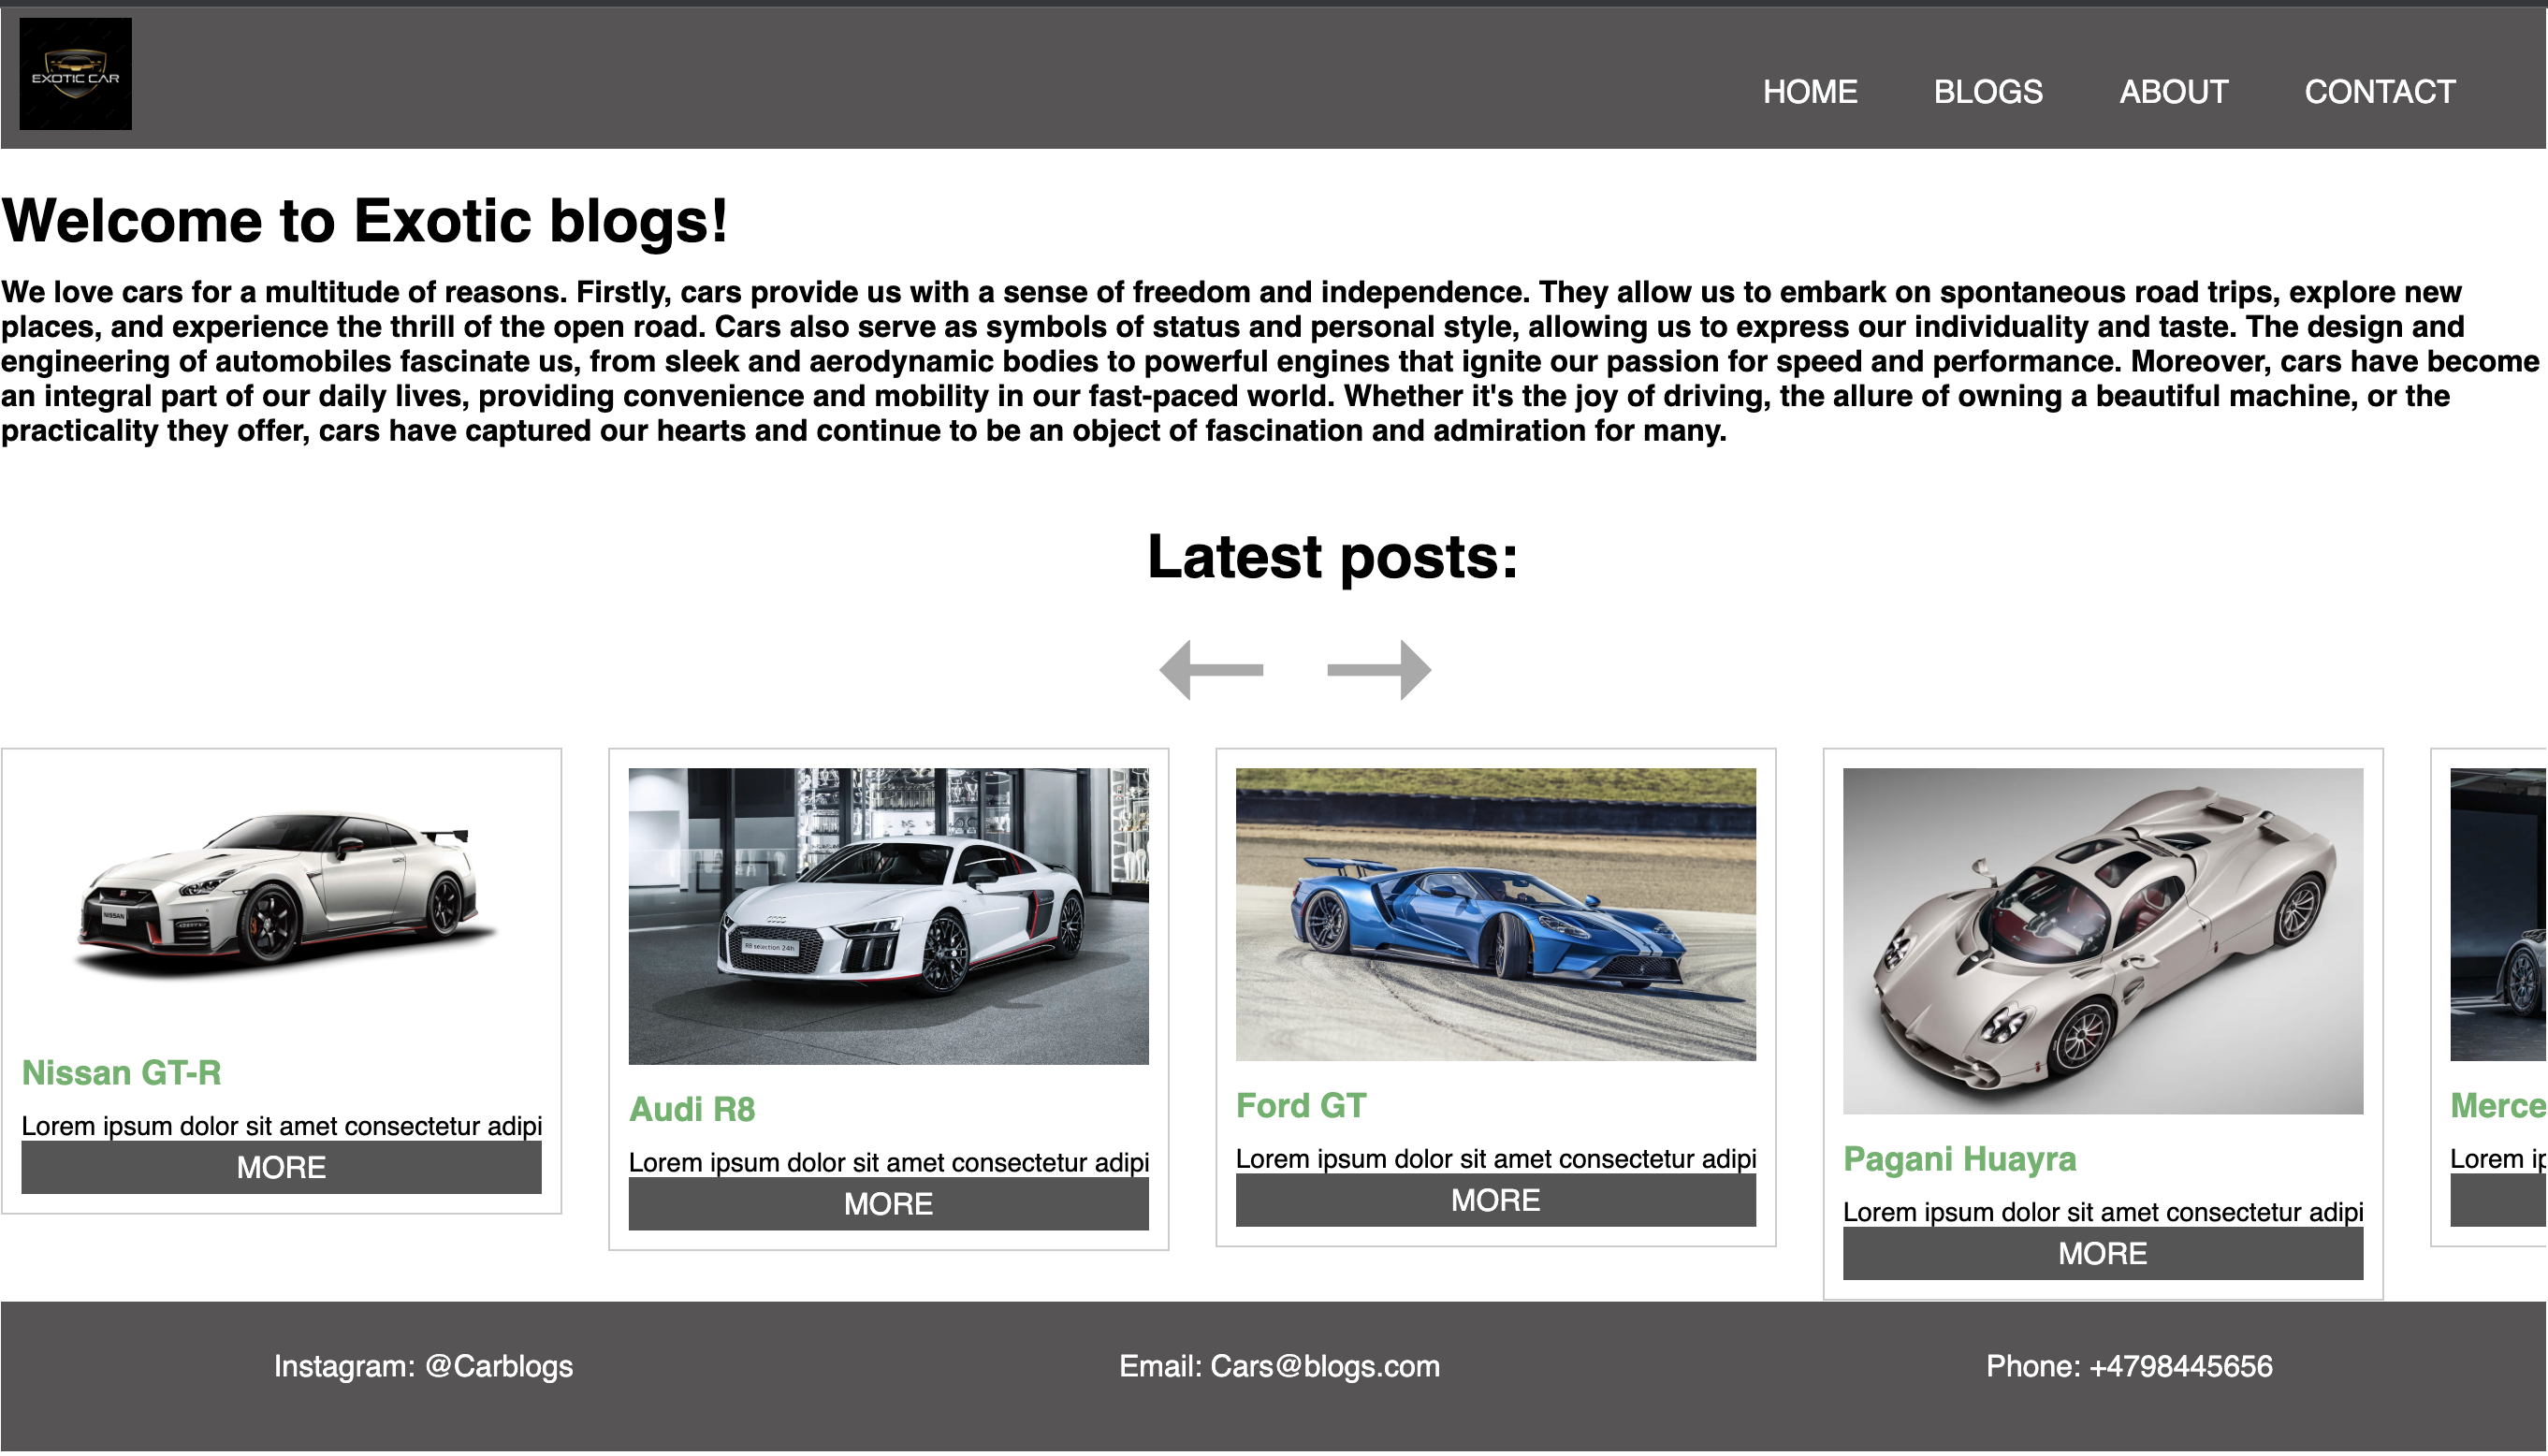 EXOTIC CAR
HOME BLOGS ABOUT CONTACT
Welcome to Exotic blogs!
We love cars for a multitude of reasons. Firstly, cars provide us with a sense of freedom and independence. They allow us to embark on spontaneous road trips, explore new
places, and experience the thrill of the open road. Cars also serve as symbols of status and personal style, allowing us to express our individuality and taste. The design and
engineering of automobiles fascinate us, from sleek and aerodynamic bodies to powerful engines that ignite our passion for speed and performance. Moreover, cars have become
an integral part of our daily lives, providing convenience and mobility in our fast-paced world. Whether it's the joy of driving, the allure of owning a beautiful machine, or the
practicality they offer, cars have captured our hearts and continue to be an object of fascination and admiration for many.
Latest posts:
NISSAN
Nissan GT-R
Lorem ipsum dolor sit amet consectetur adipi
MORE
R8 selection 24h
Audi R8
Lorem ipsum dolor sit amet consectetur adipi
MORE
Ford GT
Lorem ipsum dolor sit amet consectetur adipi
MORE
Pagani Huayra
Lorem ipsum dolor sit amet consectetur adipi
MORE
Merce
Lorem ip
Instagram: @Carblogs
Email: Cars@blogs.com
Phone: +4798445656